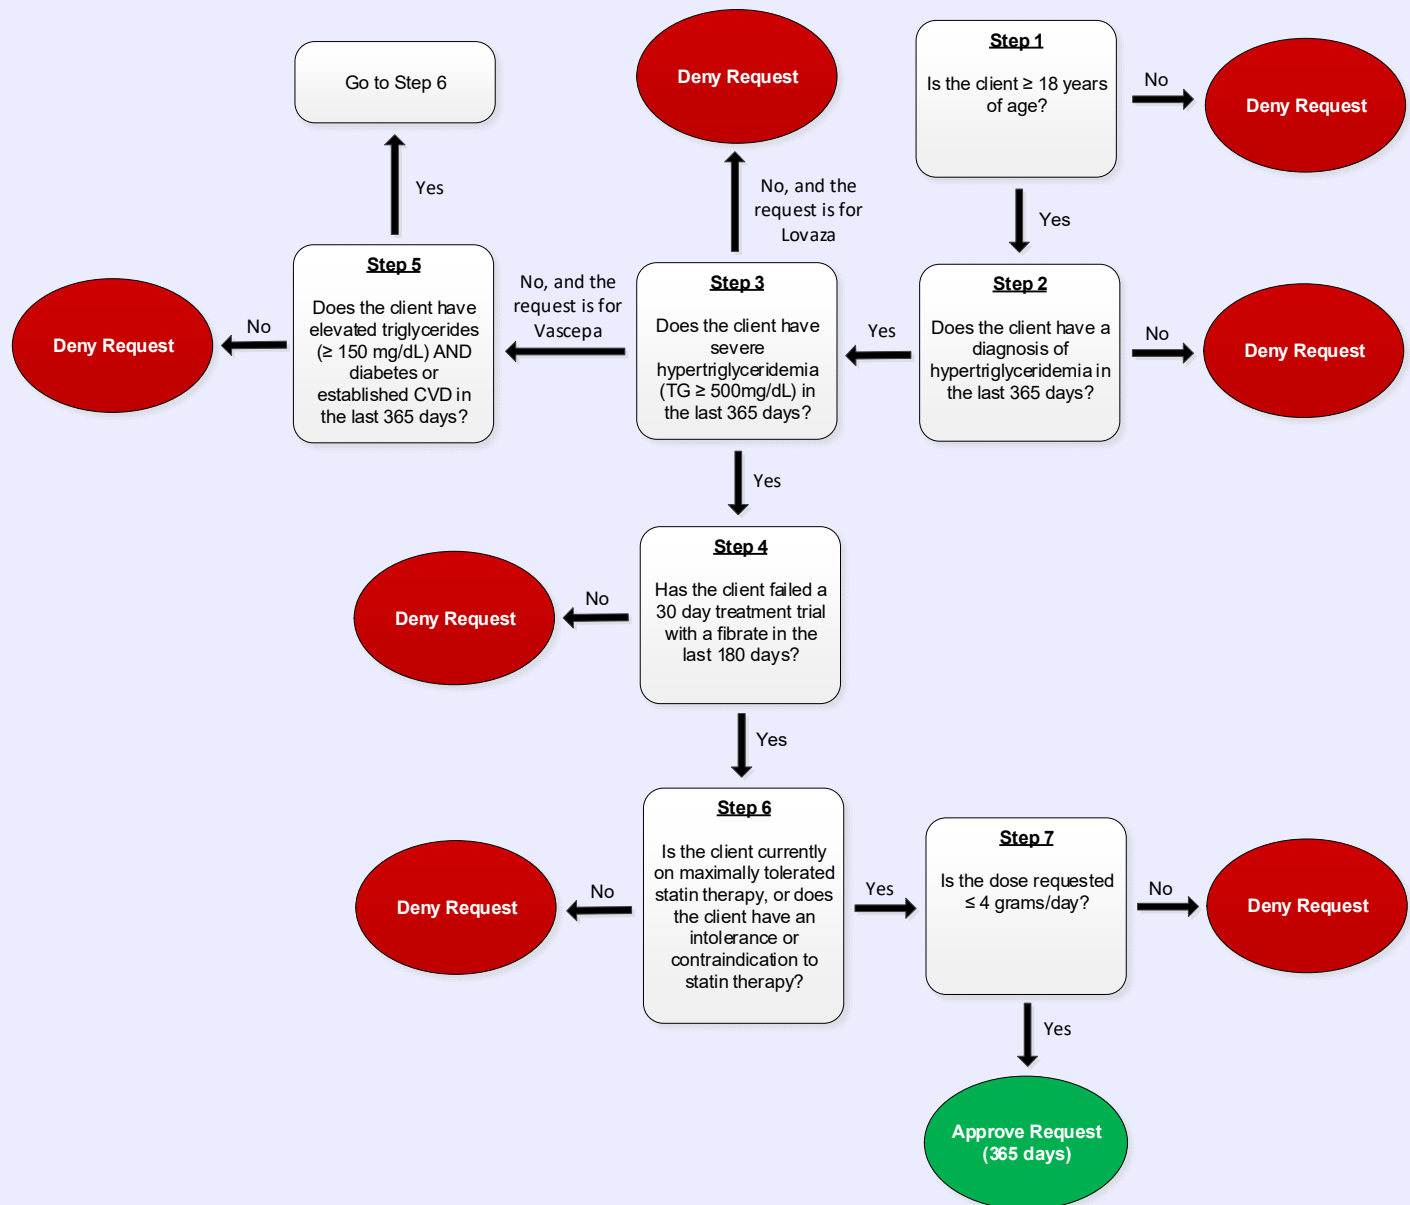 Step 1
Is the client ≥ 18 years
of age?
No
Deny Request
Yes
Step 2
Does the client have a
diagnosis of
hypertriglyceridemia in
the last 365 days?
No
Deny Request
Yes
Step 3
Does the client have
severe
hypertriglyceridemia
(TG ≥ 500mg/dL) in
the last 365 days?
No, and the
request is for
Lovaza
Deny Request
No, and the
request is for
Vascepa
Step 5
Does the client have
elevated triglycerides
(≥ 150 mg/dL) AND
diabetes or
established CVD in
the last 365 days?
Yes
Go to Step 6
No
Deny Request
Yes
Step 4
Has the client failed a
30 day treatment trial
with a fibrate in the
last 180 days?
No
Deny Request
Yes
Step 6
Is the client currently
on maximally tolerated
statin therapy, or does
the client have an
intolerance or
contraindication to
statin therapy?
No
Deny Request
Yes
Step 7
Is the dose requested
≤ 4 grams/day?
No
Deny Request
Yes
Approve Request
(365 days)